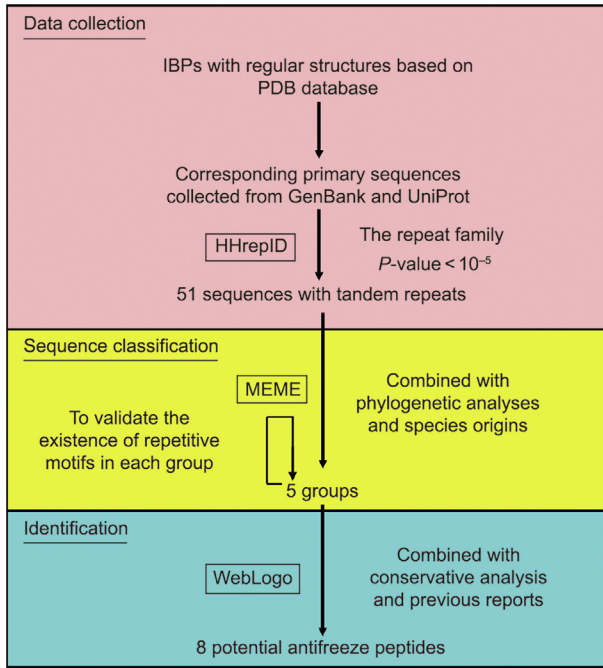 Data collection
IBPs with regular structures based on
PDB database
Corresponding primary sequences
collected from GenBank and UniProt
HHrepID
The repeat family
P-value < 10⁻⁵
51 sequences with tandem repeats
Sequence classification
MEME
Combined with
phylogenetic analyses
and species origins
To validate the
existence of repetitive
motifs in each group
5 groups
Identification
WebLogo
Combined with
conservative analysis
and previous reports
8 potential antifreeze peptides